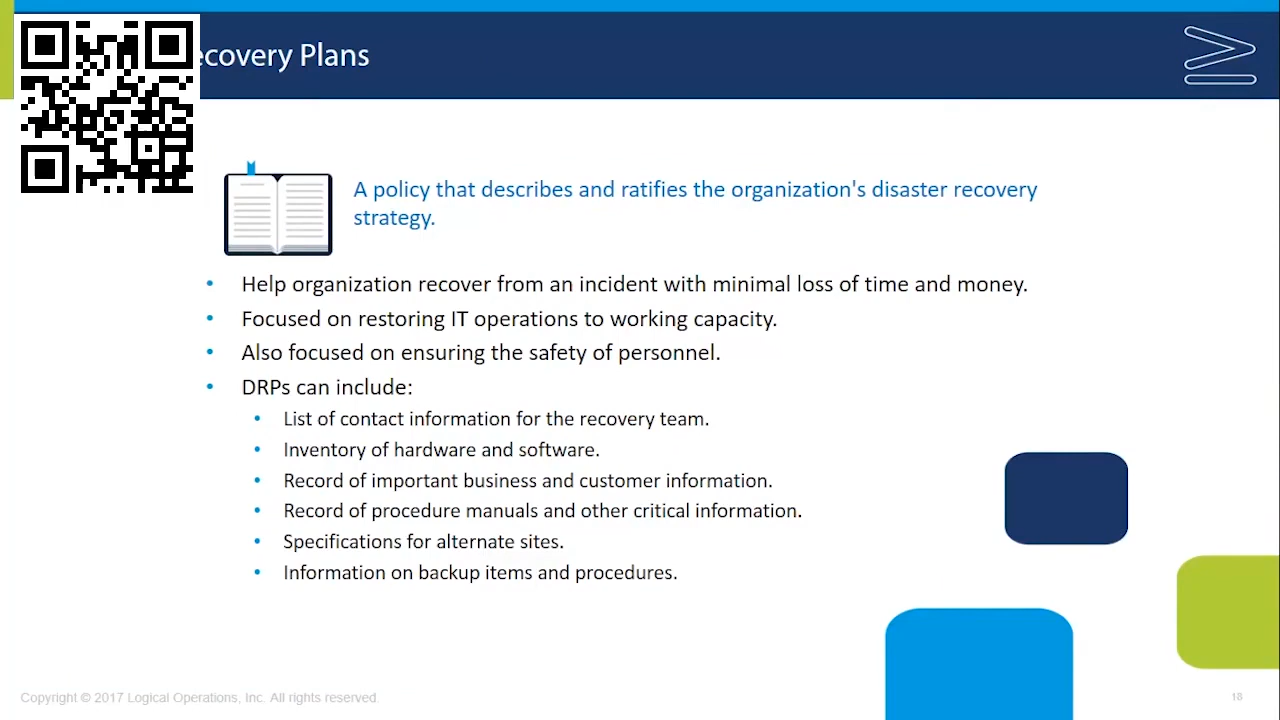 ecovery Plans
A policy that describes and ratifies the organization's disaster recovery
strategy.
• Help organization recover from an incident with minimal loss of time and money.
• Focused on restoring IT operations to working capacity.
• Also focused on ensuring the safety of personnel.
• DRPs can include:
• List of contact information for the recovery team.
• Inventory of hardware and software.
• Record of important business and customer information.
• Record of procedure manuals and other critical information.
• Specifications for alternate sites.
• Information on backup items and procedures.
Copyright © 2017 Logical Operations, Inc. All rights reserved.
18